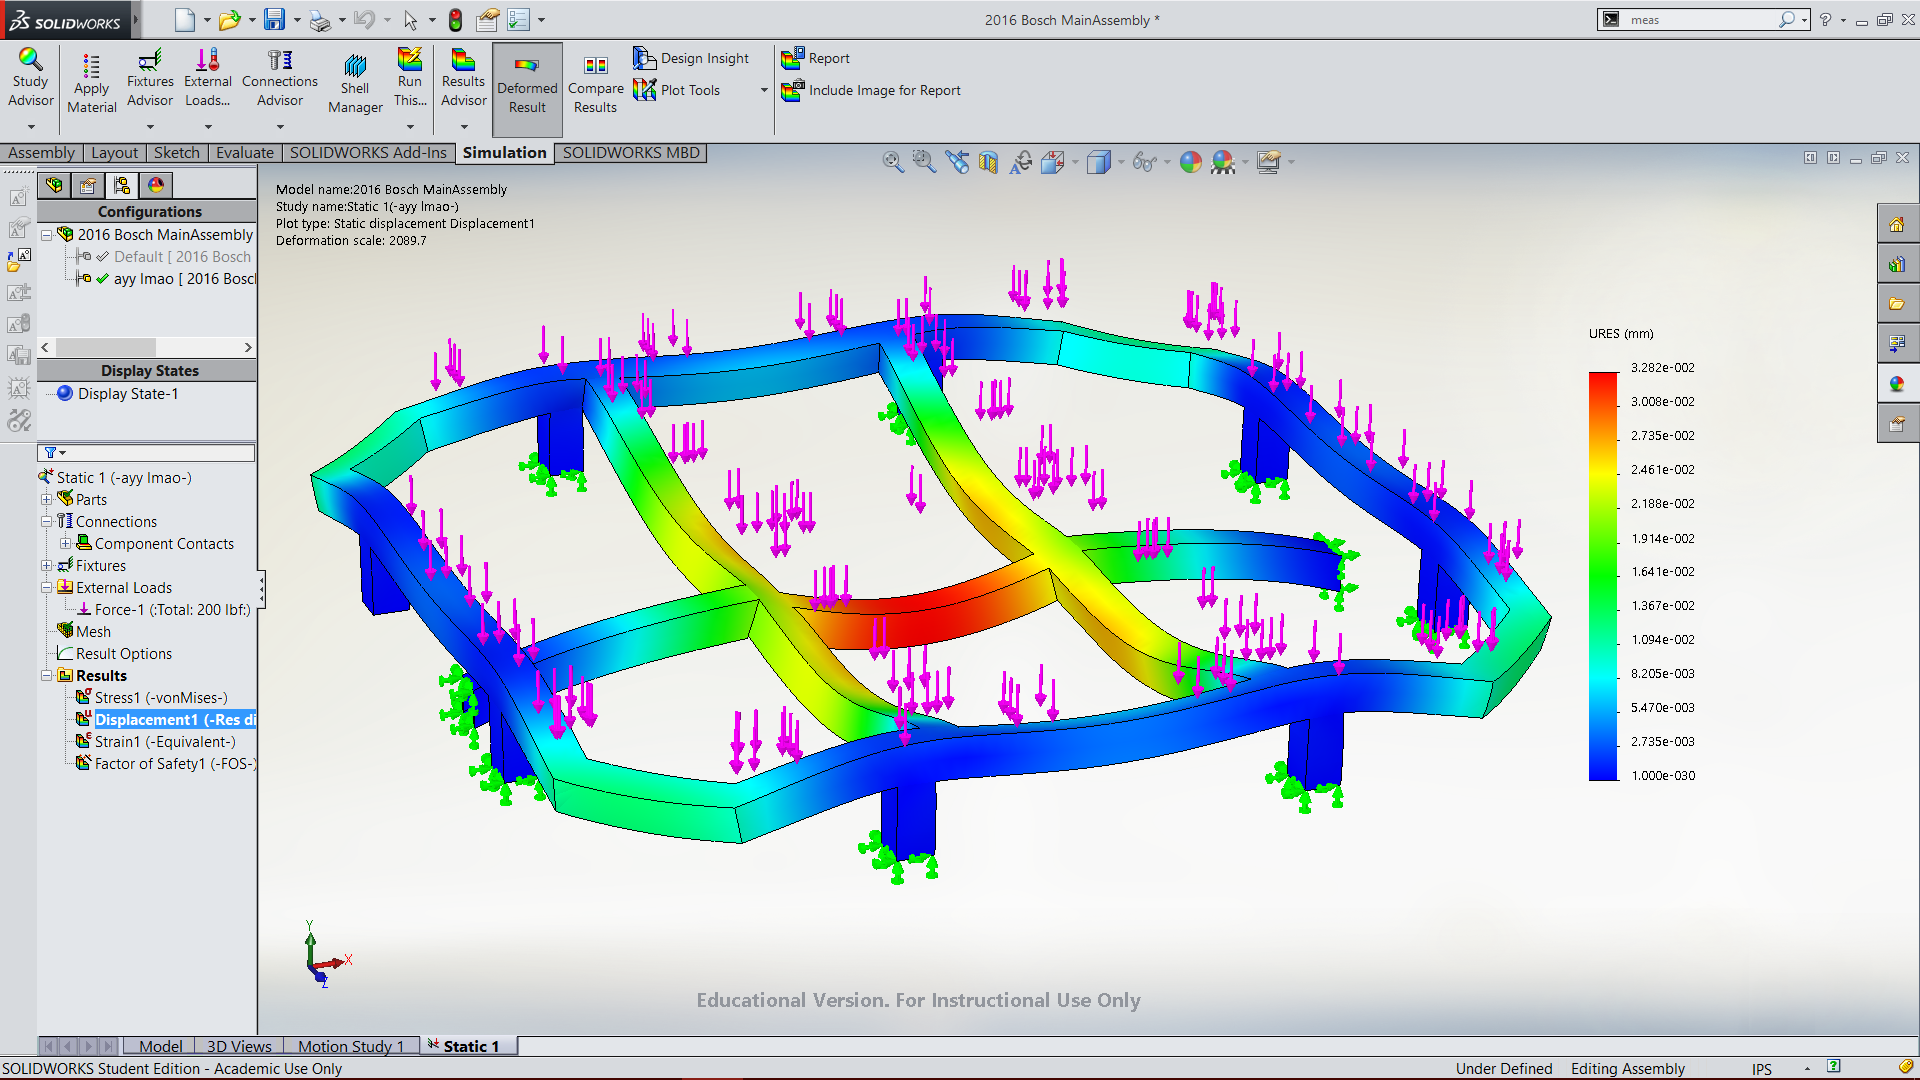 SOLIDWORKS
2016 Bosch MainAssembly *
meas
Study Advisor
Apply Material
Fixtures Advisor
External Loads...
Connections Advisor
Shell Manager
Run This...
Results Advisor
Deformed Result
Compare Results
Design Insight
Plot Tools
Report
Include Image for Report
Assembly
Layout
Sketch
Evaluate
SOLIDWORKS Add-Ins
Simulation
SOLIDWORKS MBD
Configurations
2016 Bosch MainAssembly
Default [ 2016 Bosch
ayy lmao [ 2016 Bosc
Display States
Display State-1
Static 1 (-ayy lmao-)
Parts
Connections
Component Contacts
Fixtures
External Loads
Force-1 (:Total: 200 lbf:)
Mesh
Result Options
Results
Stress1 (-vonMises-)
Displacement1 (-Res di
Strain1 (-Equivalent-)
Factor of Safety1 (-FOS-)
Model name:2016 Bosch MainAssembly
Study name:Static 1(-ayy lmao-)
Plot type: Static displacement Displacement1
Deformation scale: 2089.7
URES (mm)
3.282e-002
3.008e-002
2.735e-002
2.461e-002
2.188e-002
1.914e-002
1.641e-002
1.367e-002
1.094e-002
8.205e-003
5.470e-003
2.735e-003
1.000e-030
Y
X
Z
Educational Version. For Instructional Use Only
Model
3D Views
Motion Study 1
Static 1
SOLIDWORKS Student Edition - Academic Use Only
Under Defined
Editing Assembly
IPS